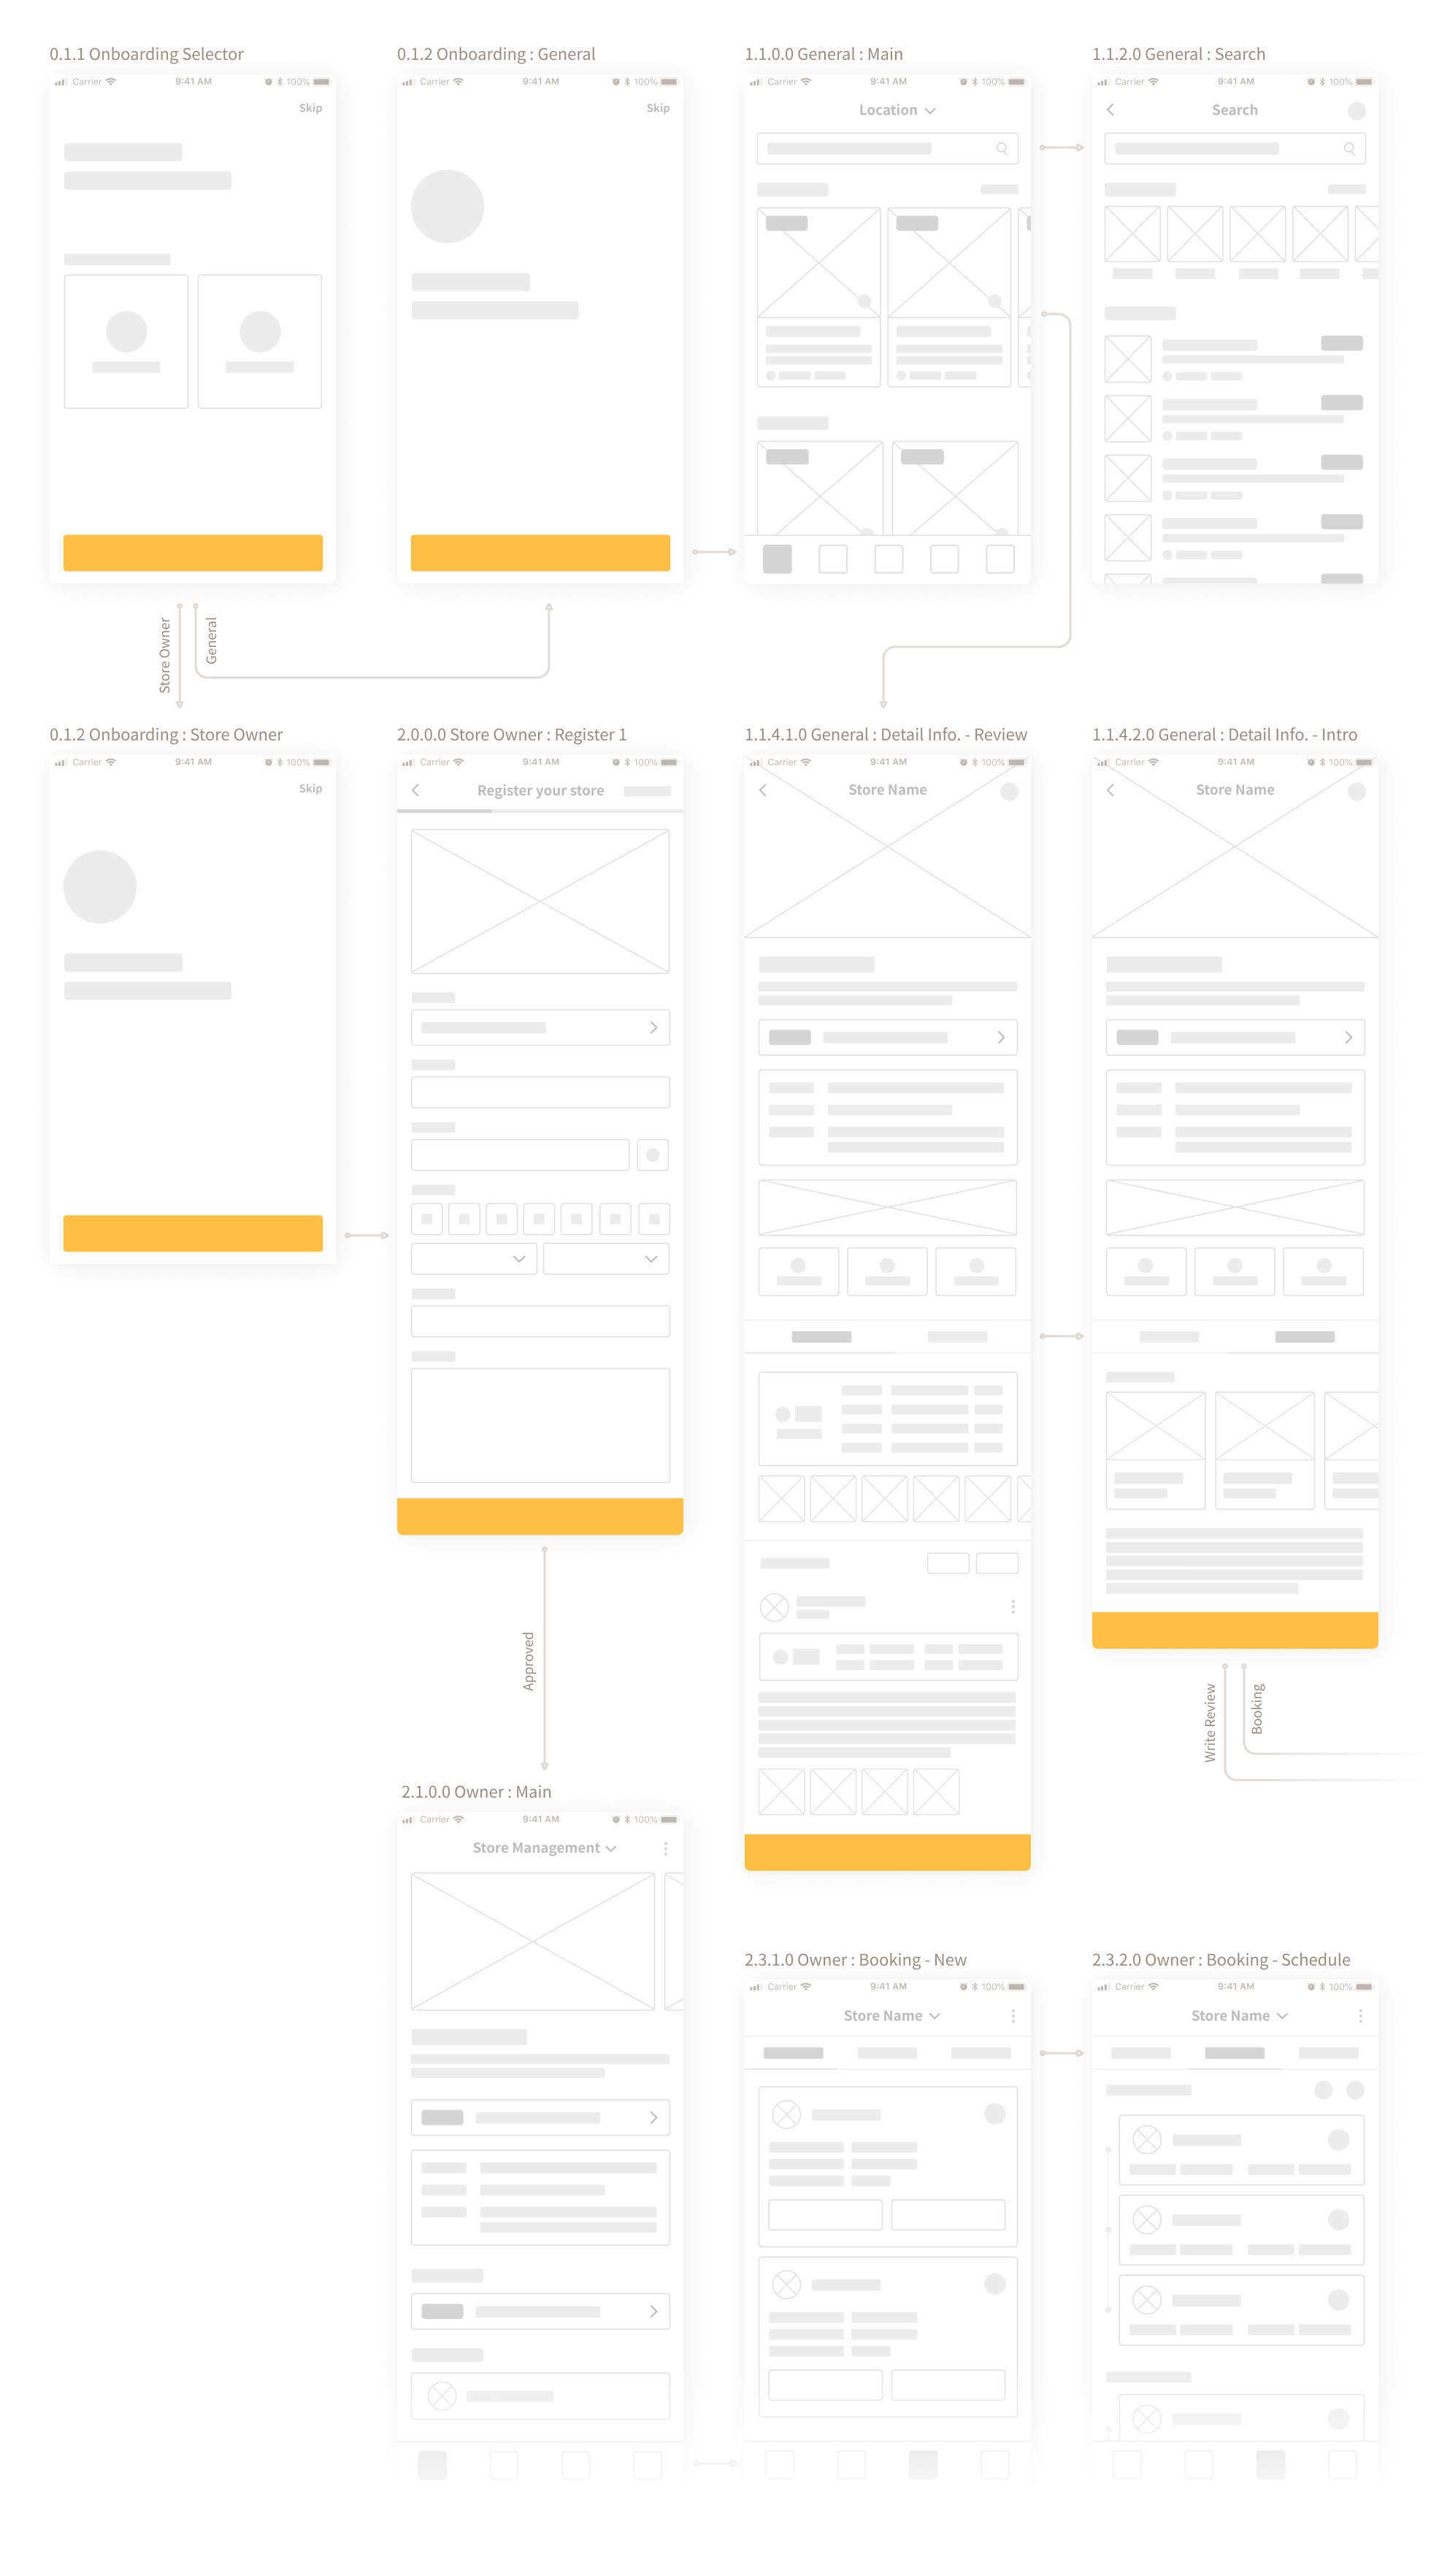 0.1.1 Onboarding Selector
Carrier
9:41 AM
100%
Skip
0.1.2 Onboarding : General
Carrier
9:41 AM
100%
Skip
1.1.0.0 General : Main
Carrier
9:41 AM
100%
Location
1.1.2.0 General : Search
Carrier
9:41 AM
100%
Search
Store Owner
General
0.1.2 Onboarding : Store Owner
Carrier
9:41 AM
100%
Skip
2.0.0.0 Store Owner : Register 1
Carrier
9:41 AM
100%
Register your store
1.1.4.1.0 General : Detail Info. - Review
Carrier
9:41 AM
100%
Store Name
1.1.4.2.0 General : Detail Info. - Intro
Carrier
9:41 AM
100%
Store Name
Approved
Write Review
Booking
2.1.0.0 Owner : Main
Carrier
9:41 AM
100%
Store Management
2.3.1.0 Owner : Booking - New
Carrier
9:41 AM
100%
Store Name
2.3.2.0 Owner : Booking - Schedule
Carrier
9:41 AM
100%
Store Name